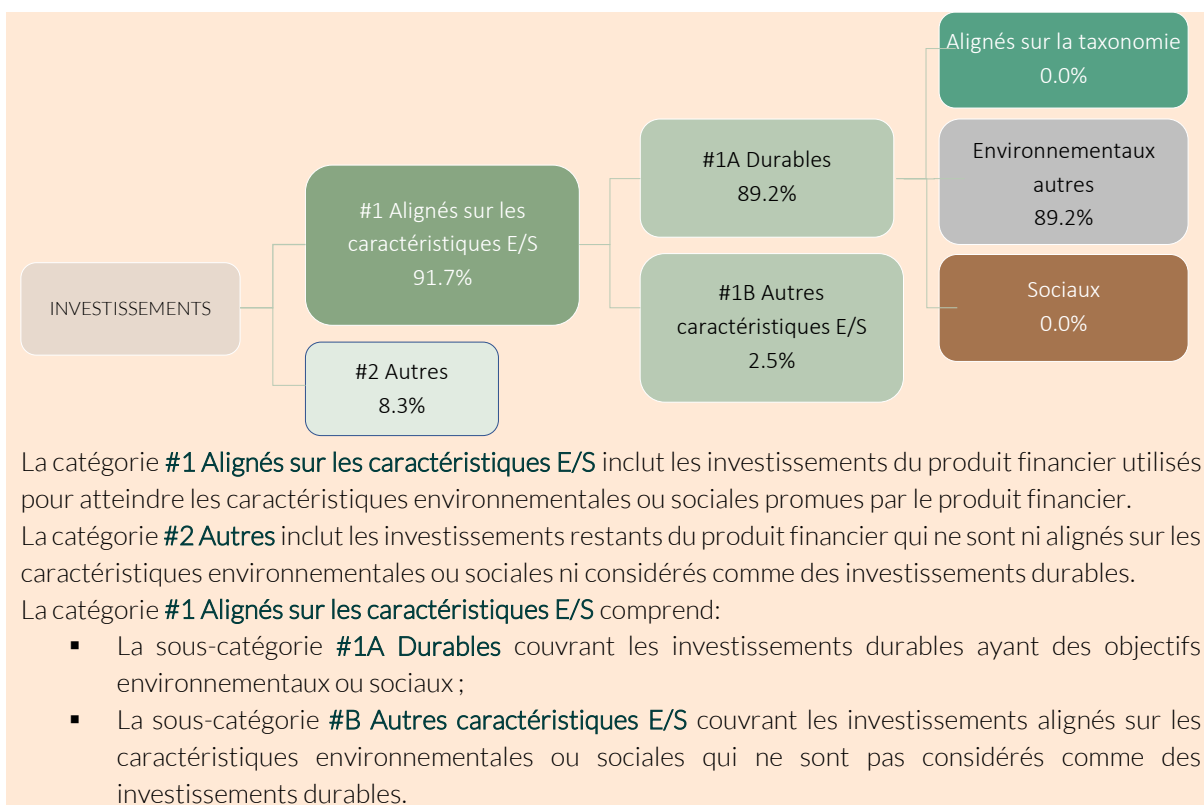 INVESTISSEMENTS
#1 Alignés sur les
caractéristiques E/S
91.7%
#2 Autres
8.3%
#1A Durables
89.2%
#1B Autres
caractéristiques E/S
2.5%
Alignés sur la taxonomie
0.0%
Environnementaux
autres
89.2%
Sociaux
0.0%
La catégorie #1 Alignés sur les caractéristiques E/S inclut les investissements du produit financier utilisés
pour atteindre les caractéristiques environnementales ou sociales promues par le produit financier.
La catégorie #2 Autres inclut les investissements restants du produit financier qui ne sont ni alignés sur les
caractéristiques environnementales ou sociales ni considérés comme des investissements durables.
La catégorie #1 Alignés sur les caractéristiques E/S comprend:
▪ La sous-catégorie #1A Durables couvrant les investissements durables ayant des objectifs
environnementaux ou sociaux ;
▪ La sous-catégorie #B Autres caractéristiques E/S couvrant les investissements alignés sur les
caractéristiques environnementales ou sociales qui ne sont pas considérés comme des
investissements durables.